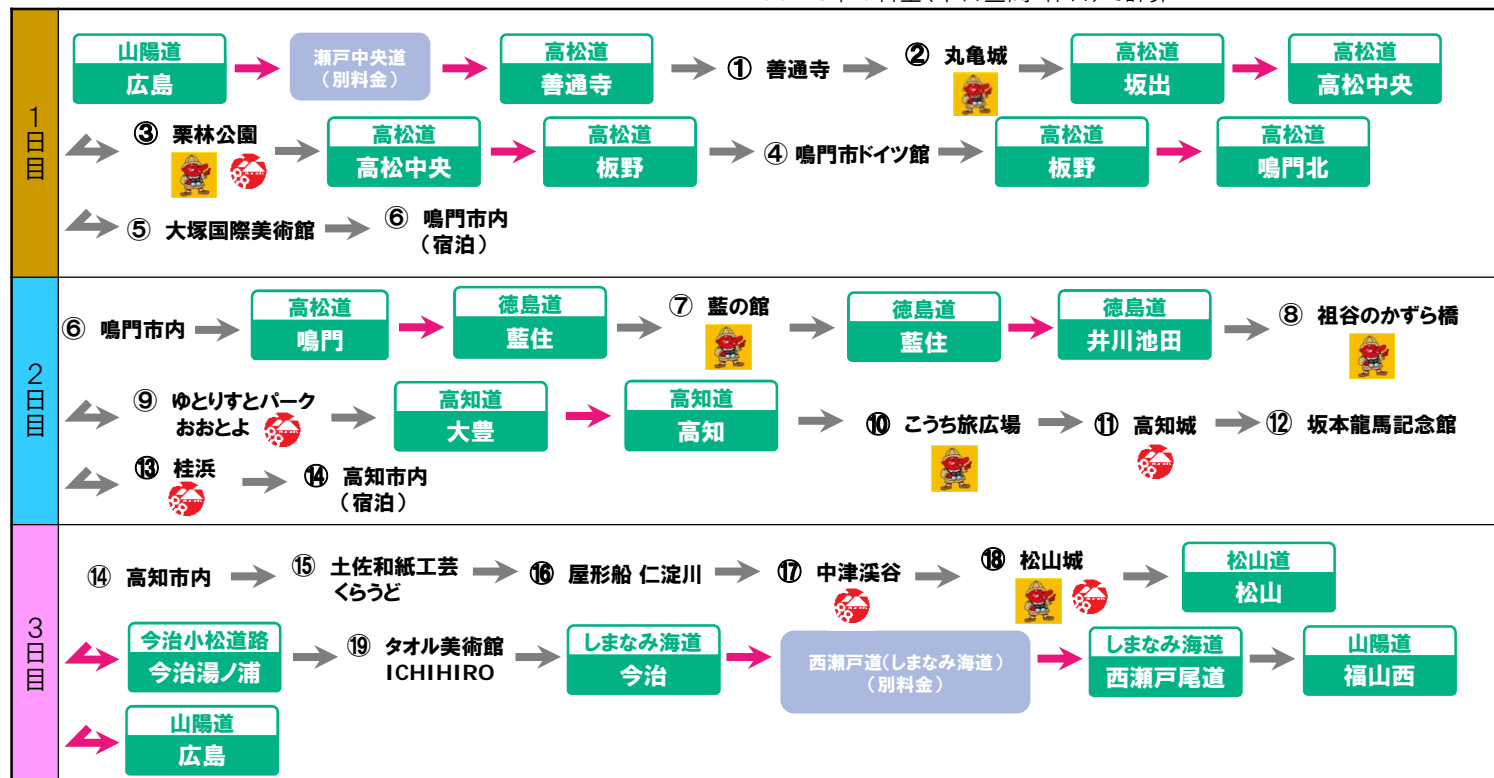 1日目
山陽道
広島
瀬戸中央道
（別料金）
高松道
善通寺
① 善通寺
② 丸亀城
高松道
坂出
高松道
高松中央
③ 栗林公園
高松道
高松中央
高松道
板野
④ 鳴門市ドイツ館
高松道
板野
高松道
鳴門北
⑤ 大塚国際美術館
⑥ 鳴門市内
（宿泊）
2日目
⑥ 鳴門市内
高松道
鳴門
徳島道
藍住
⑦ 藍の館
徳島道
藍住
徳島道
井川池田
⑧ 祖谷のかずら橋
⑨ ゆとりすとパーク
おおとよ
高知道
大豊
高知道
高知
⑩ こうち旅広場
⑪ 高知城
⑫ 坂本龍馬記念館
⑬ 桂浜
⑭ 高知市内
（宿泊）
3日目
⑭ 高知市内
⑮ 土佐和紙工芸
くらうど
⑯ 屋形船 仁淀川
⑰ 中津渓谷
⑱ 松山城
松山道
松山
今治小松道路
今治湯ノ浦
⑲ タオル美術館
ICHIHIRO
しまなみ海道
今治
西瀬戸道（しまなみ海道）
（別料金）
しまなみ海道
西瀬戸尾道
山陽道
福山西
山陽道
広島